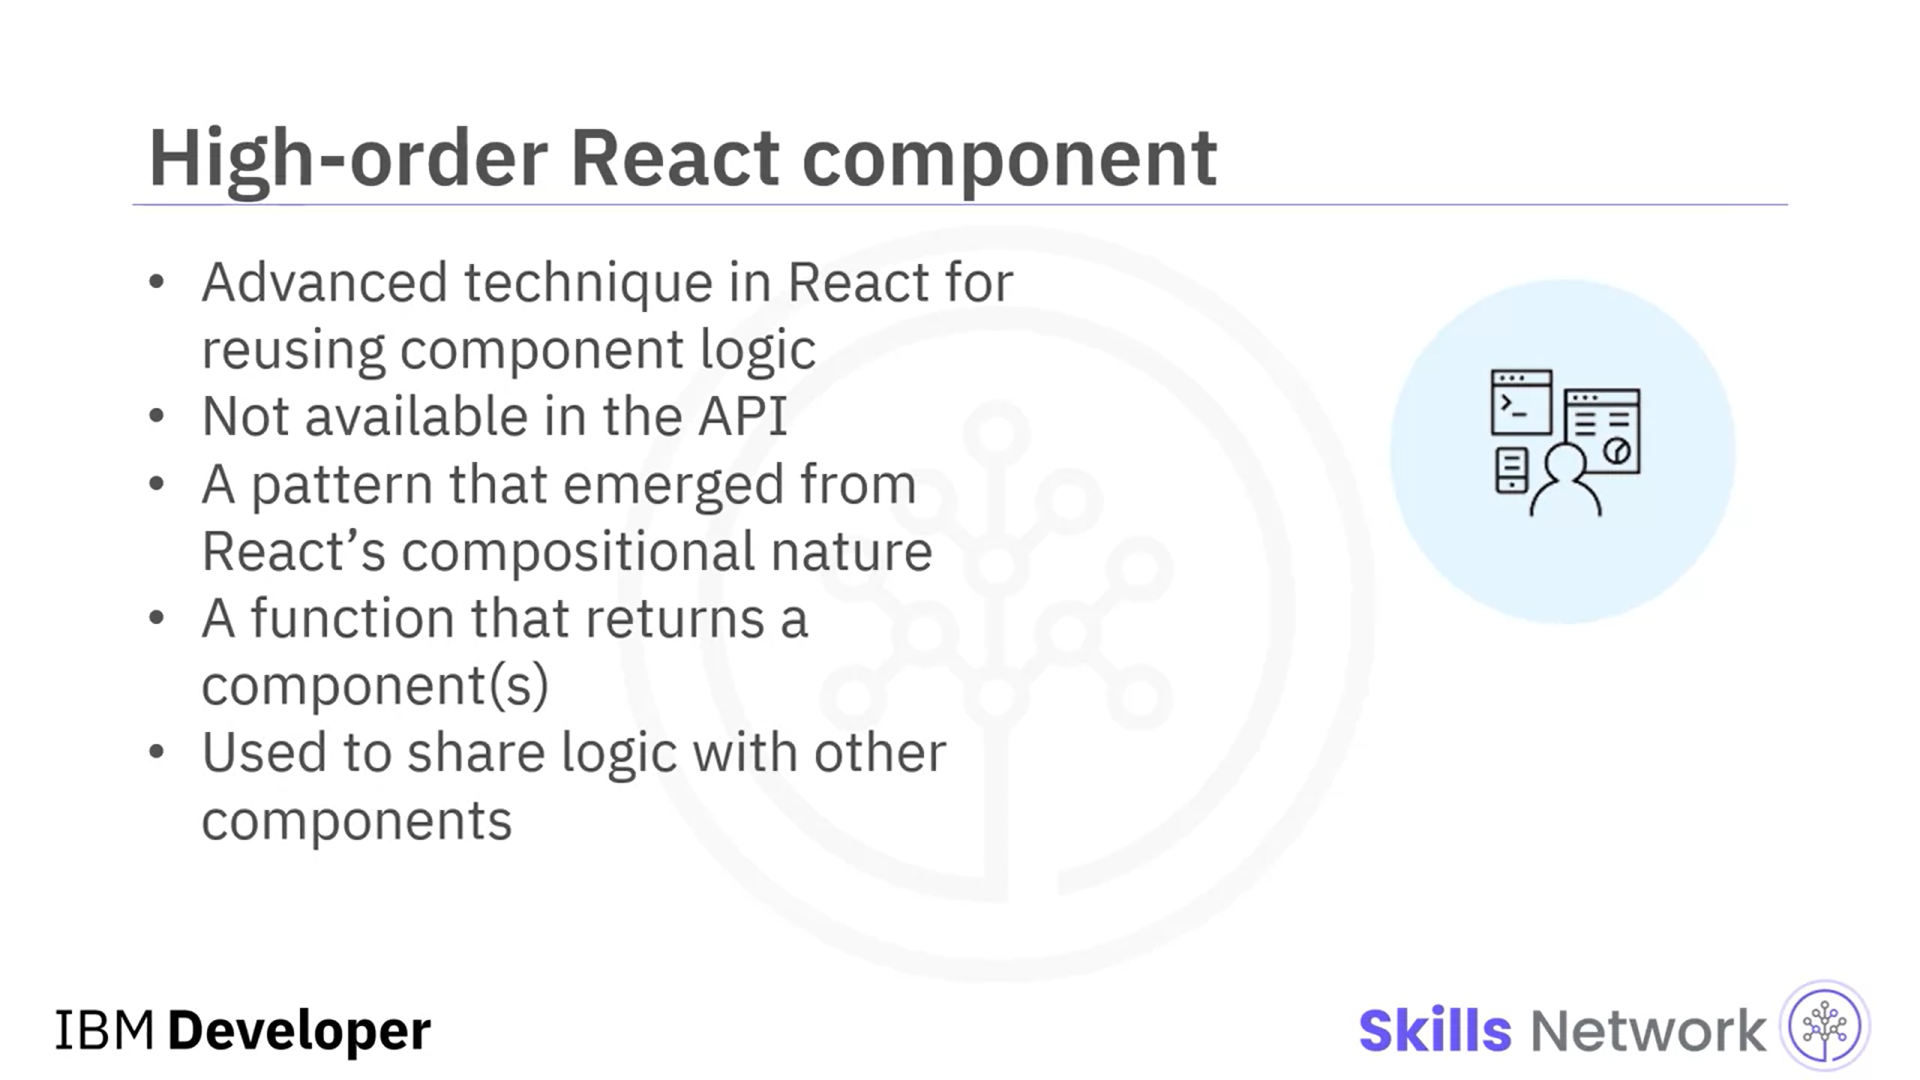 High-order React component
• Advanced technique in React for
reusing component logic
• Not available in the API
• A pattern that emerged from
React’s compositional nature
• A function that returns a
component(s)
• Used to share logic with other
components
IBM Developer
Skills Network